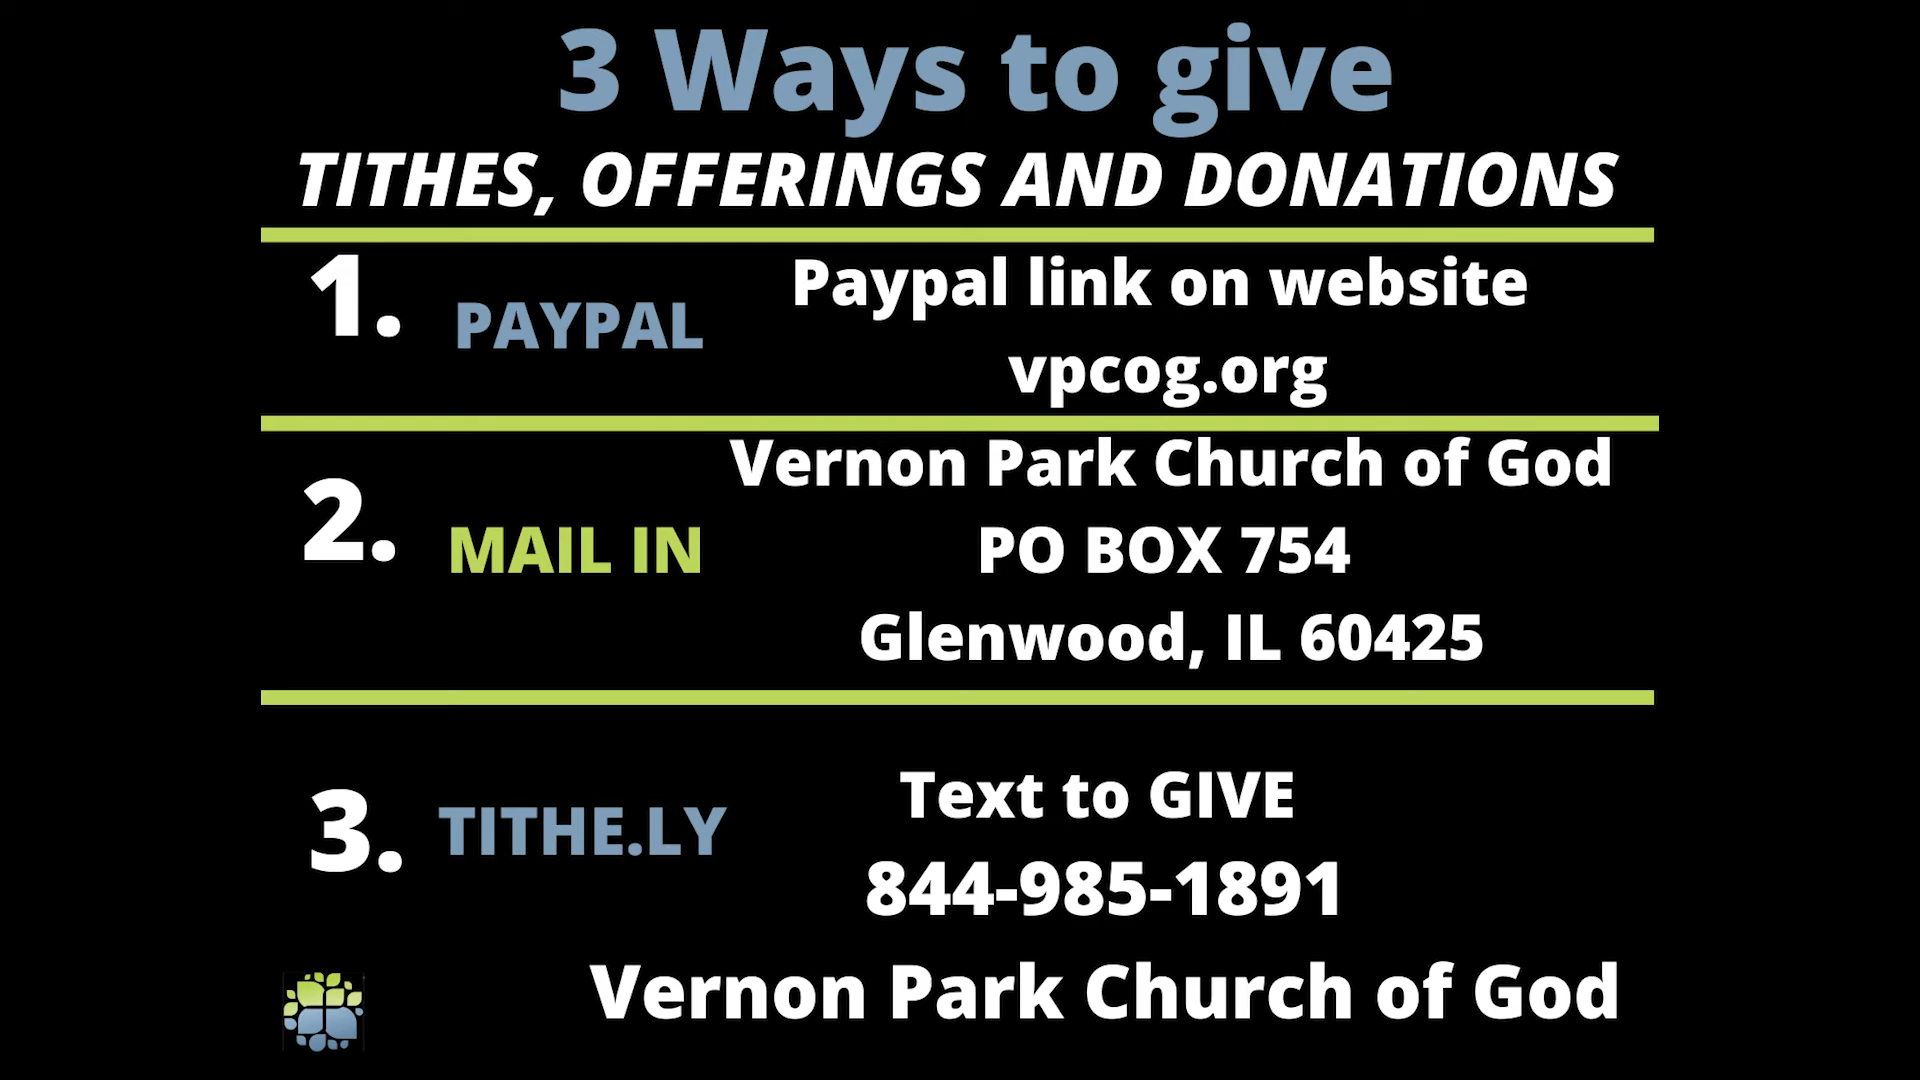 3 Ways to give
TITHES, OFFERINGS AND DONATIONS
1. PAYPAL
Paypal link on website
vpcog.org
2. MAIL IN
Vernon Park Church of God
PO BOX 754
Glenwood, IL 60425
3. TITHE.LY
Text to GIVE
844-985-1891
Vernon Park Church of God